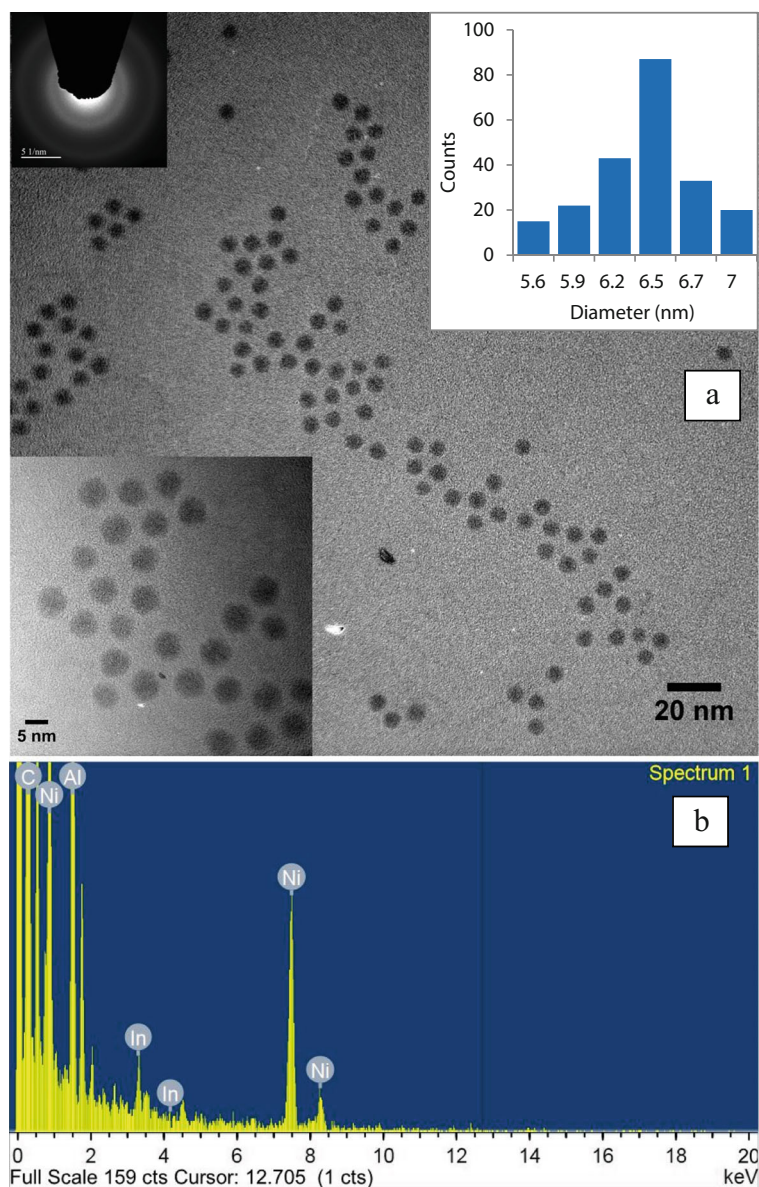 5 1/nm
100
80
60
40
20
0
Counts
5.6 5.9 6.2 6.5 6.7 7
Diameter (nm)
a
5 nm
20 nm
Spectrum 1
b
C
Ni
Al
In
In
Ni
Ni
0 2 4 6 8 10 12 14 16 18 20
Full Scale 159 cts Cursor: 12.705 (1 cts) keV